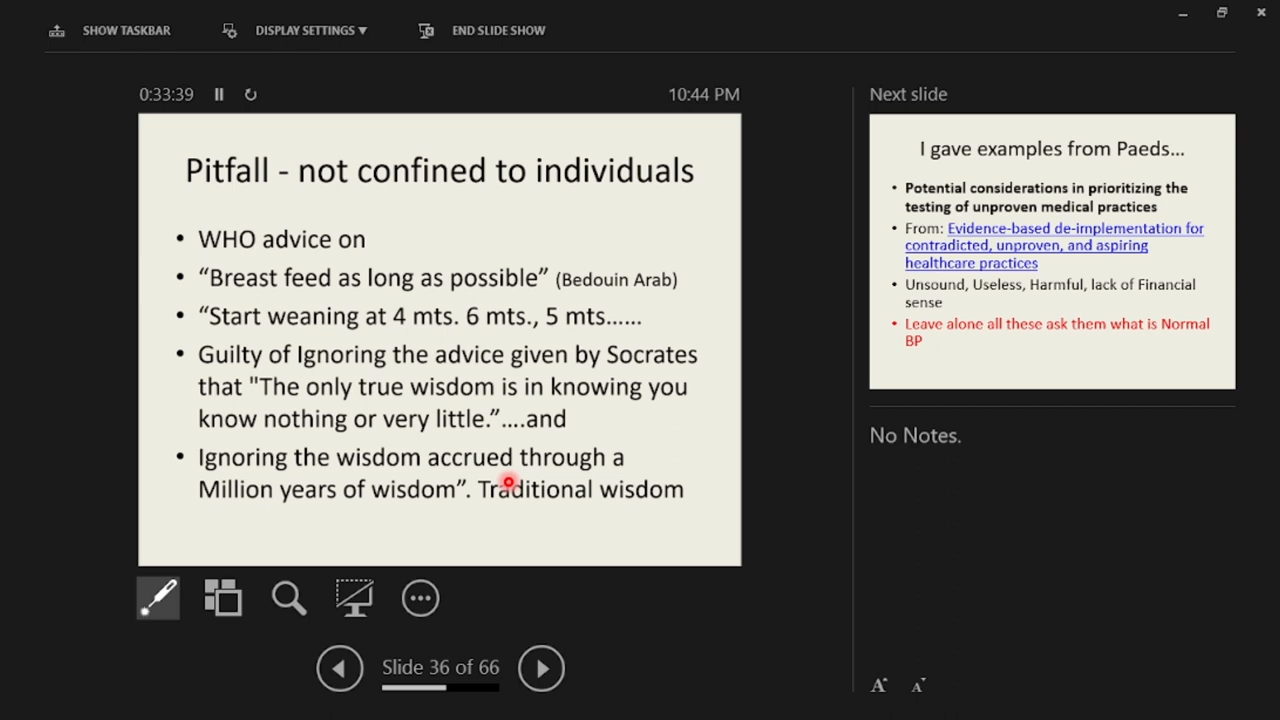 SHOW TASKBAR
DISPLAY SETTINGS ▼
END SLIDE SHOW
0:33:39
10:44 PM
Pitfall - not confined to individuals
• WHO advice on
• “Breast feed as long as possible” (Bedouin Arab)
• “Start weaning at 4 mts. 6 mts., 5 mts……
• Guilty of Ignoring the advice given by Socrates
that "The only true wisdom is in knowing you
know nothing or very little.”….and
• Ignoring the wisdom accrued through a
Million years of wisdom”. Traditional wisdom
Slide 36 of 66
Next slide
I gave examples from Paeds...
• Potential considerations in prioritizing the
testing of unproven medical practices
• From: Evidence-based de-implementation for
contradicted, unproven, and aspiring
healthcare practices
• Unsound, Useless, Harmful, lack of Financial
sense
• Leave alone all these ask them what is Normal
BP
No Notes.
A A